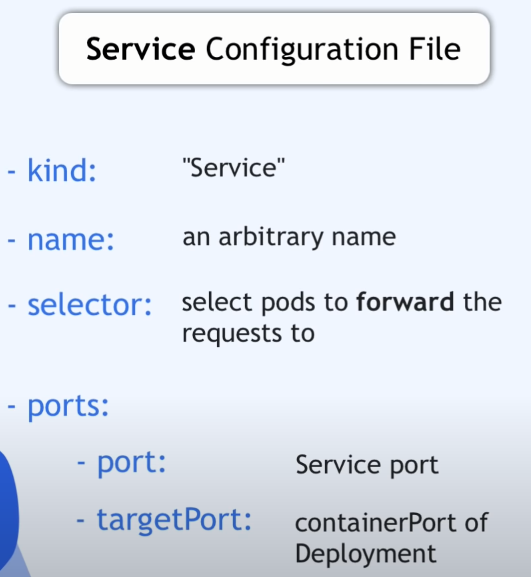 Service Configuration File
- kind: "Service"
- name: an arbitrary name
- selector: select pods to forward the
requests to
- ports:
- port: Service port
- targetPort: containerPort of
Deployment